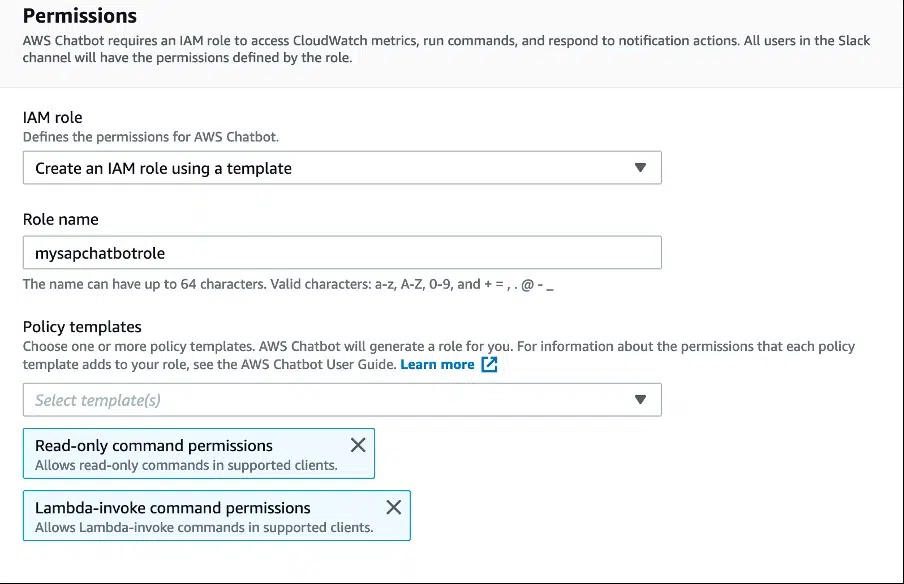 Permissions
AWS Chatbot requires an IAM role to access CloudWatch metrics, run commands, and respond to notification actions. All users in the Slack
channel will have the permissions defined by the role.
IAM role
Defines the permissions for AWS Chatbot.
Create an IAM role using a template
Role name
mysapchatbotrole
The name can have up to 64 characters. Valid characters: a-z, A-Z, 0-9, and + = , . @ - _
Policy templates
Choose one or more policy templates. AWS Chatbot will generate a role for you. For information about the permissions that each policy
template adds to your role, see the AWS Chatbot User Guide. Learn more
Select template(s)
Read-only command permissions
Allows read-only commands in supported clients.
Lambda-invoke command permissions
Allows Lambda-invoke commands in supported clients.